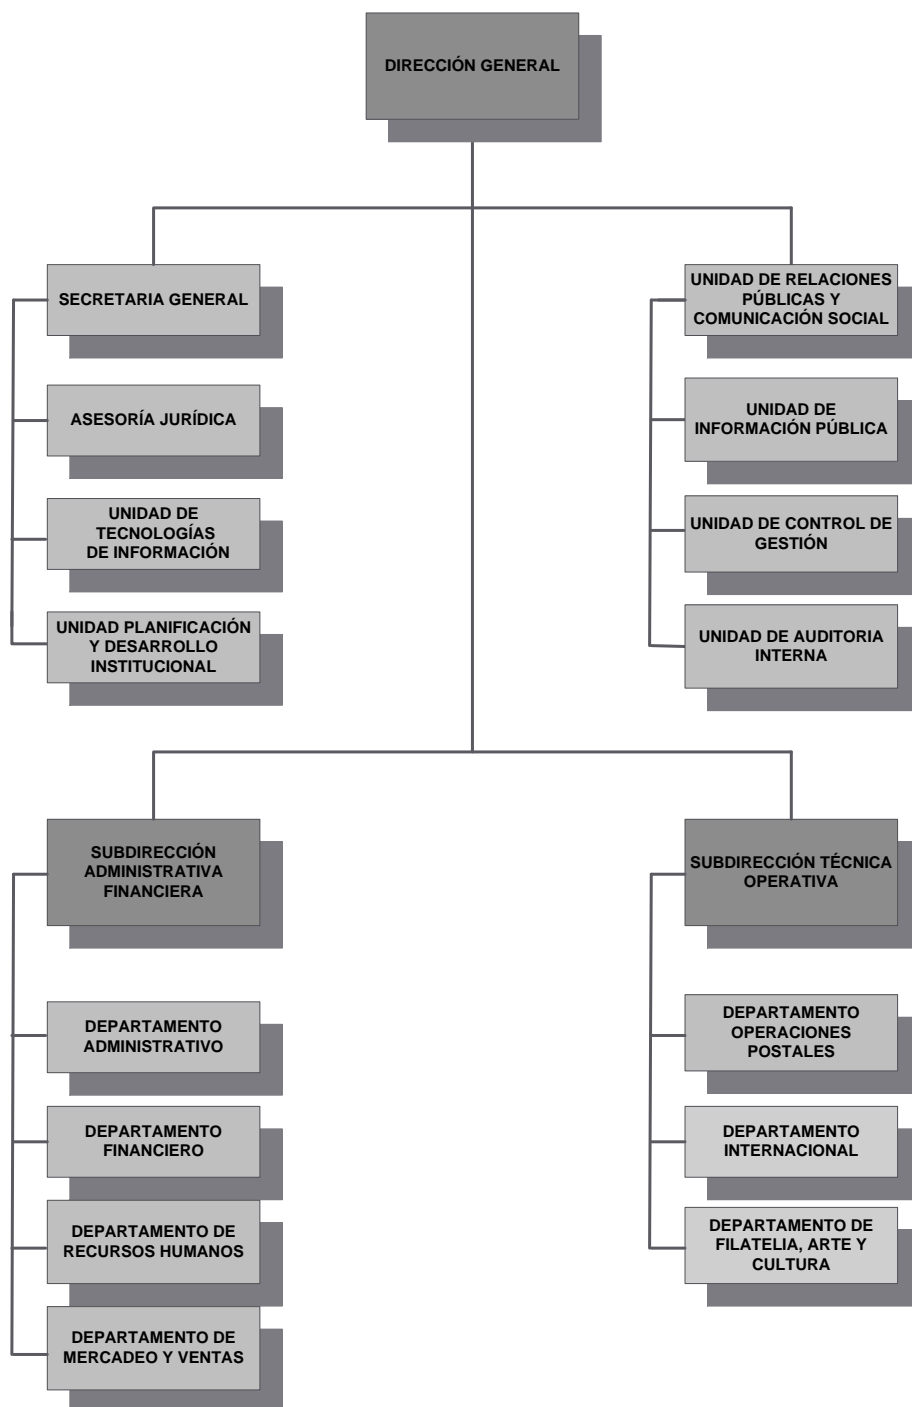 DIRECCIÓN GENERAL
SECRETARIA GENERAL
ASESORÍA JURÍDICA
UNIDAD DE
TECNOLOGÍAS
DE INFORMACIÓN
UNIDAD PLANIFICACIÓN
Y DESARROLLO
INSTITUCIONAL
UNIDAD DE RELACIONES
PÚBLICAS Y
COMUNICACIÓN SOCIAL
UNIDAD DE
INFORMACIÓN PÚBLICA
UNIDAD DE CONTROL DE
GESTIÓN
UNIDAD DE AUDITORIA
INTERNA
SUBDIRECCIÓN
ADMINISTRATIVA
FINANCIERA
DEPARTAMENTO
ADMINISTRATIVO
DEPARTAMENTO
FINANCIERO
DEPARTAMENTO DE
RECURSOS HUMANOS
DEPARTAMENTO DE
MERCADEO Y VENTAS
SUBDIRECCIÓN TÉCNICA
OPERATIVA
DEPARTAMENTO
OPERACIONES
POSTALES
DEPARTAMENTO
INTERNACIONAL
DEPARTAMENTO DE
FILATELIA, ARTE Y
CULTURA